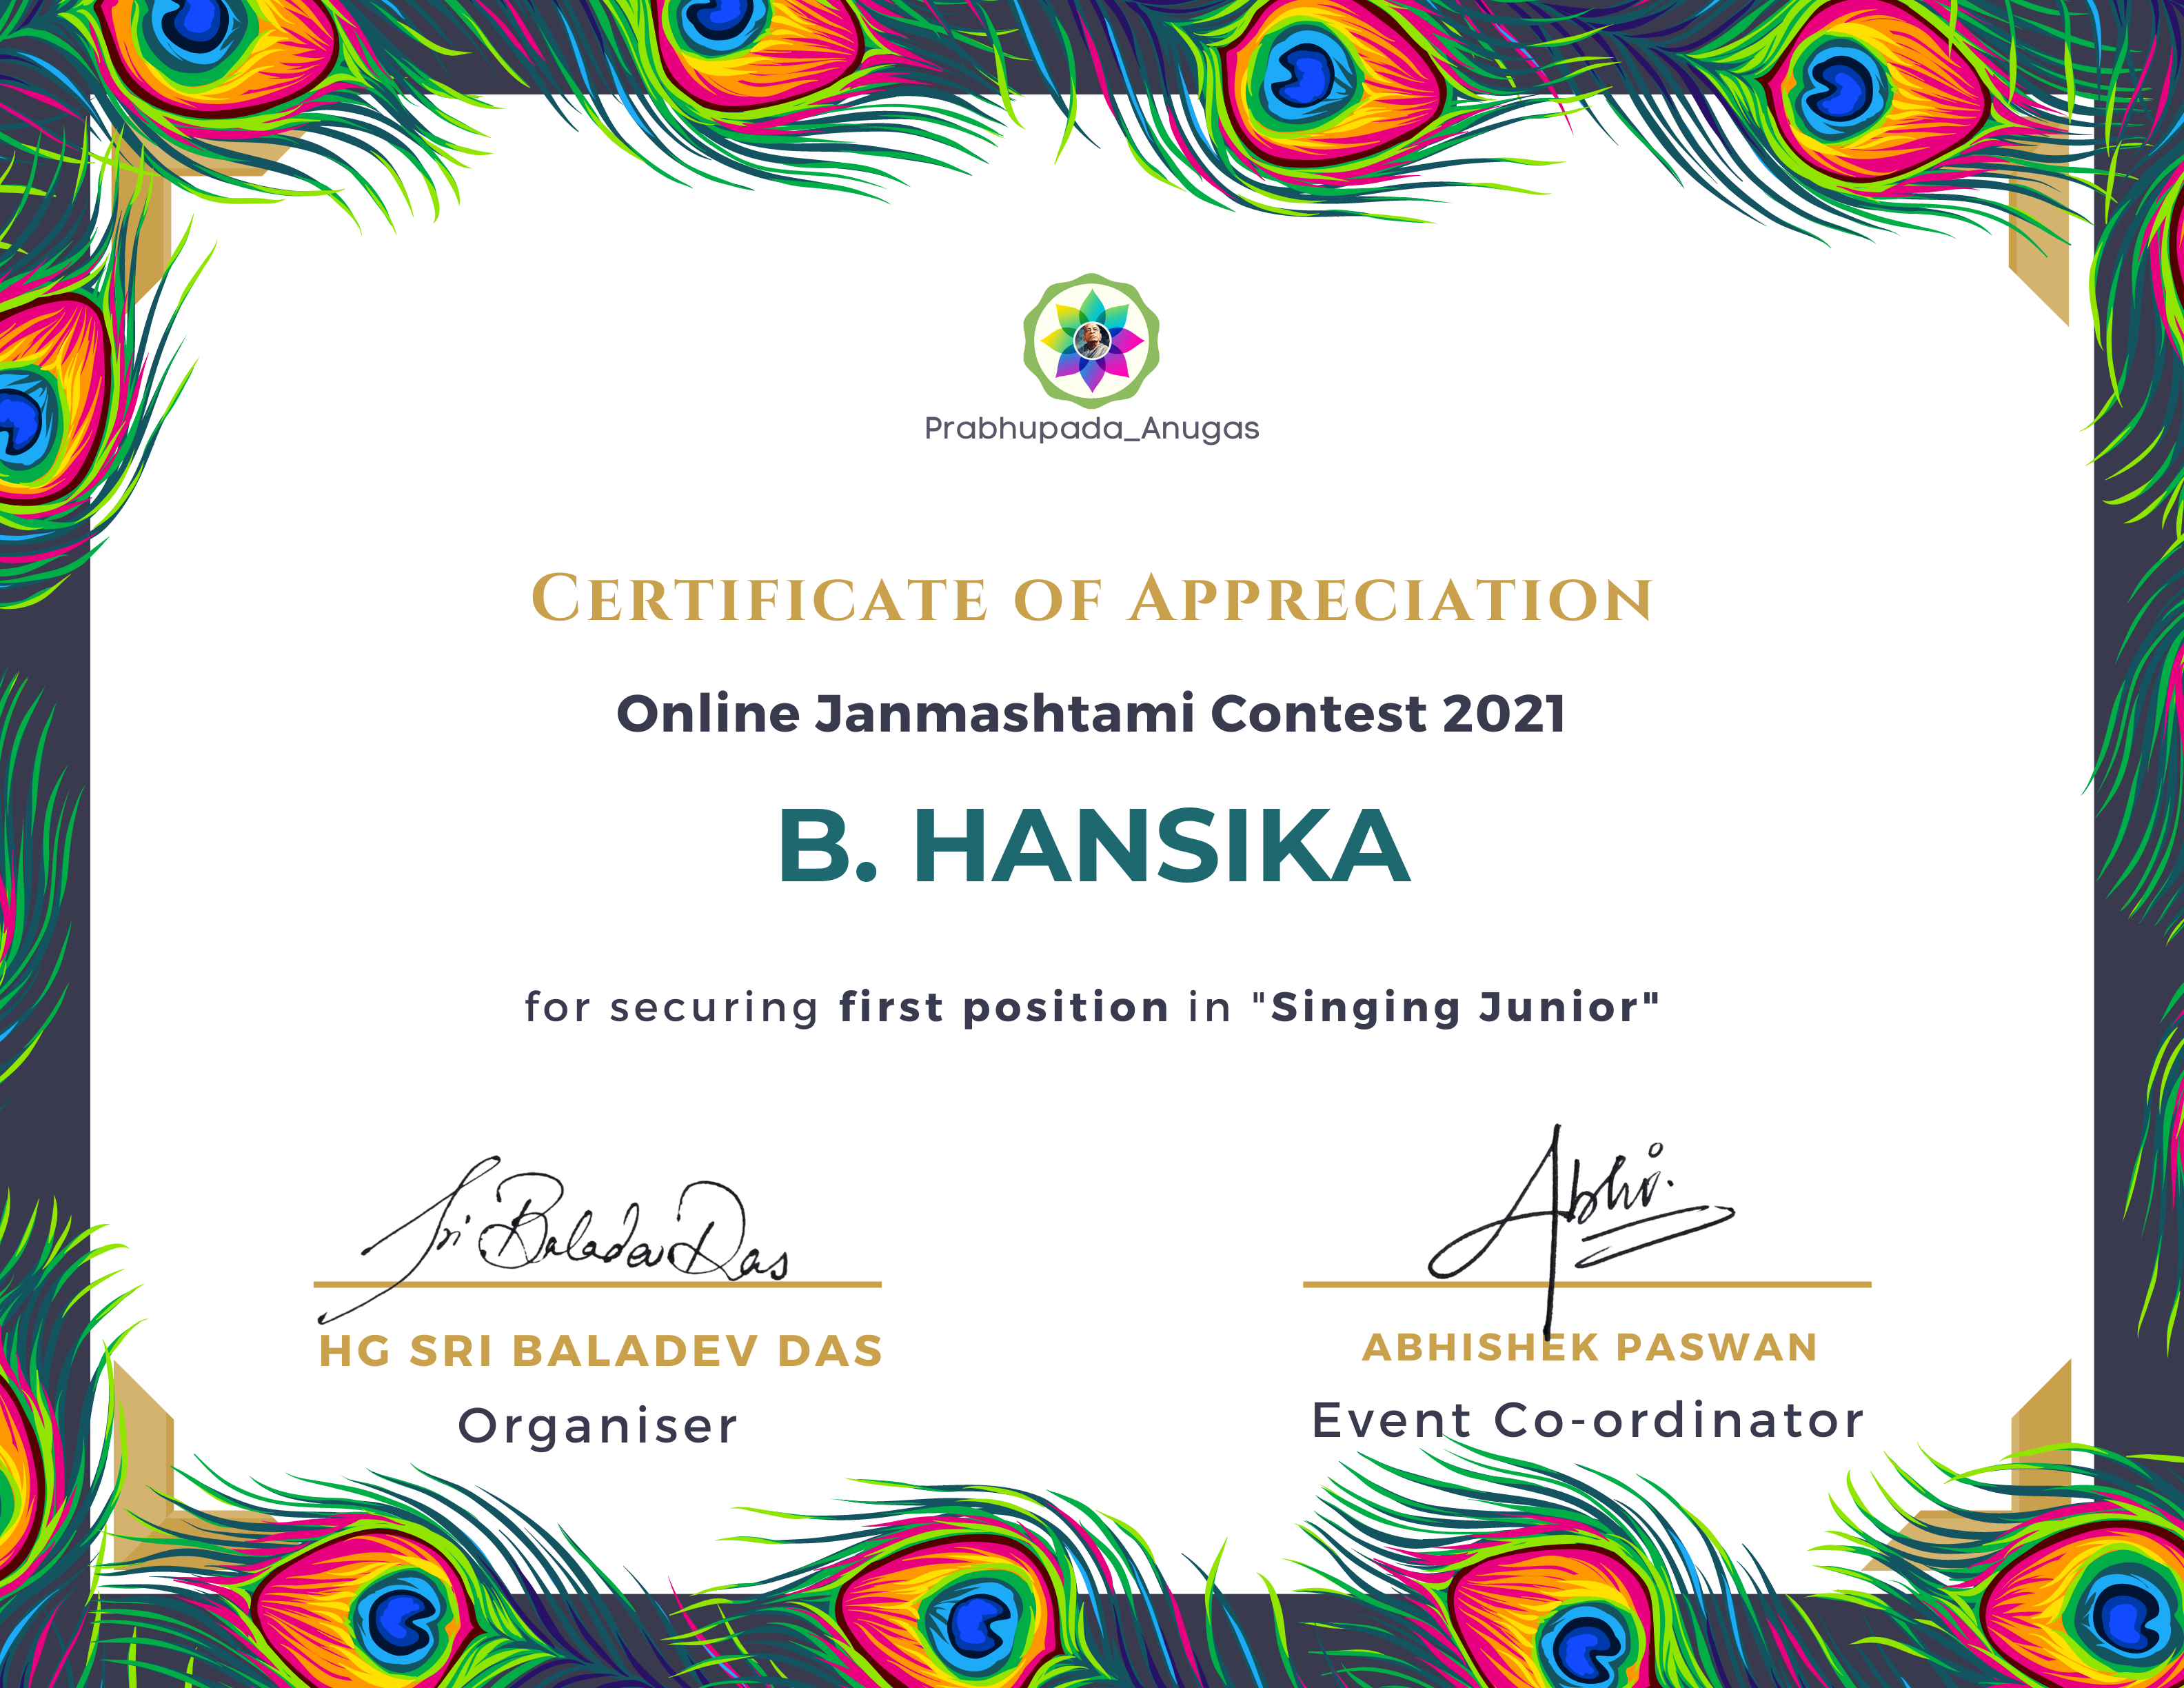 Prabhupada_Anugas
Certificate of Appreciation
Online Janmashtami Contest 2021
B. HANSIKA
for securing first position in "Singing Junior"
Sri Baladev Das
Abhi.
HG SRI BALADEV DAS
ABHISHEK PASWAN
Organiser
Event Co-ordinator